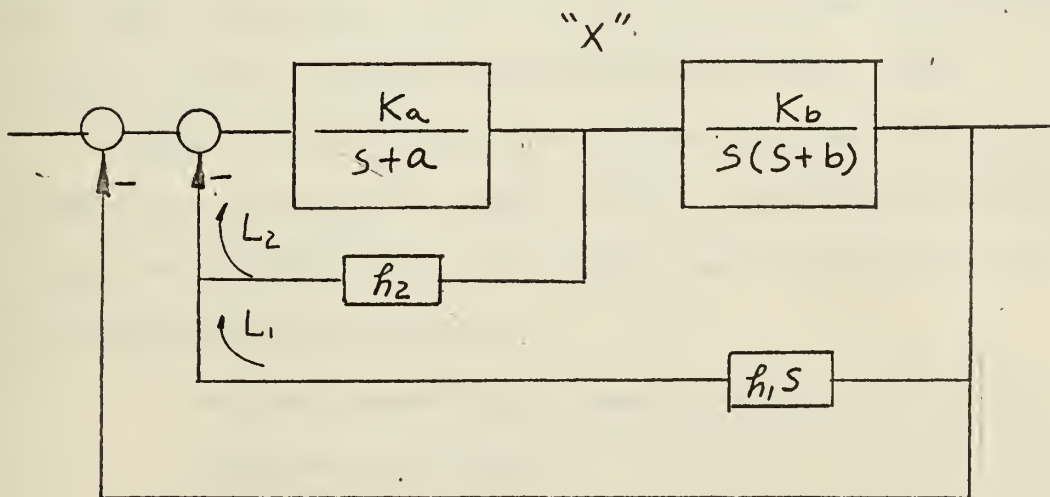 "X"
Ka
s+a
Kb
s(s+b)
-
-
L2
h2
L1
h1s